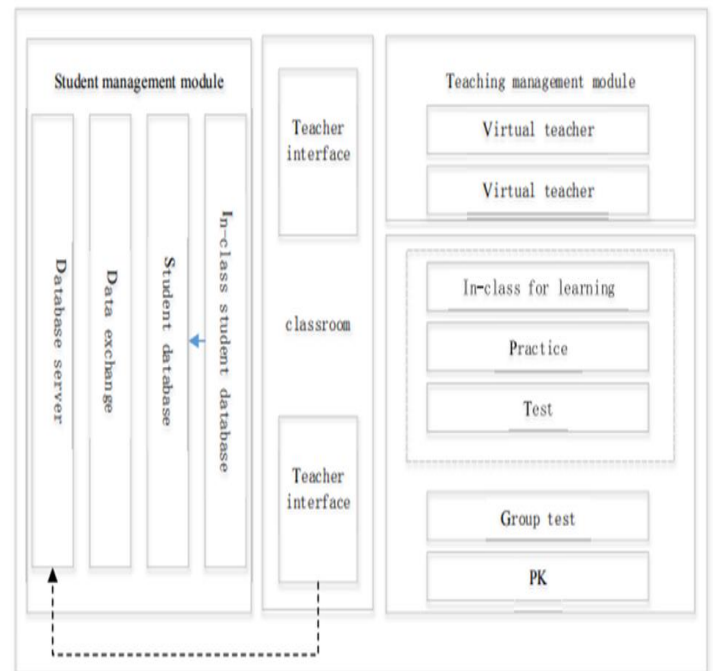 Student management module
Database server
Data exchange
Student database
In-class student database
Teacher
interface
classroom
Teacher
interface
Teaching management module
Virtual teacher
Virtual teacher
In-class for learning
Practice
Test
Group test
PK